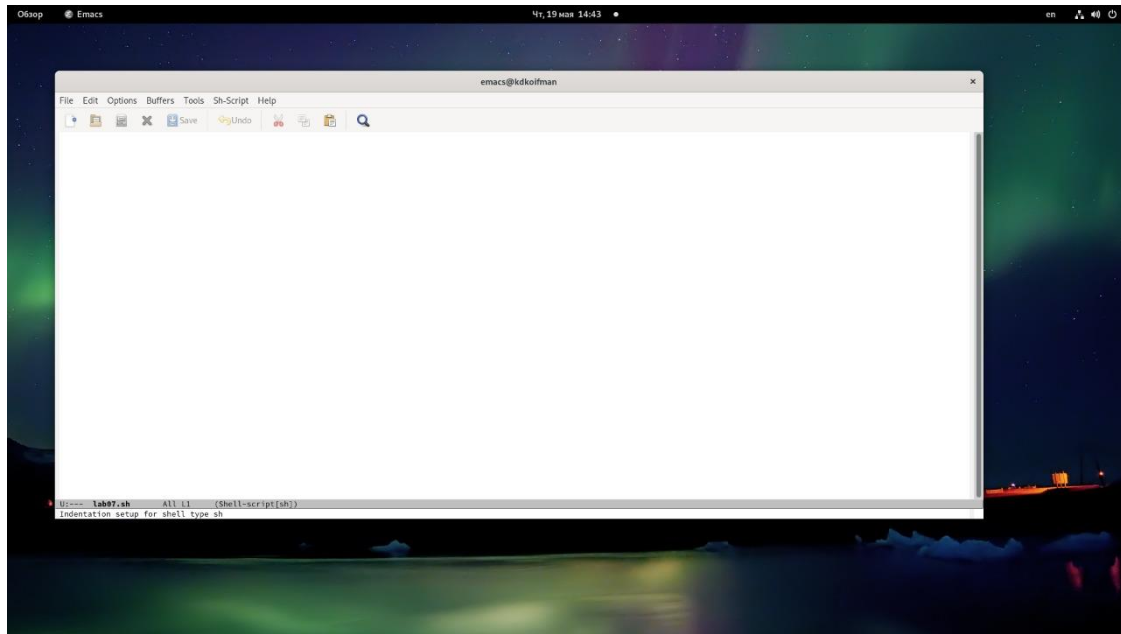 Обзор Emacs Чт, 19 мая 14:43 en
emacs@kdkoifman
File Edit Options Buffers Tools Sh-Script Help
Save Undo
U:--- lab07.sh All L1 (Shell-script[sh])
Indentation setup for shell type sh